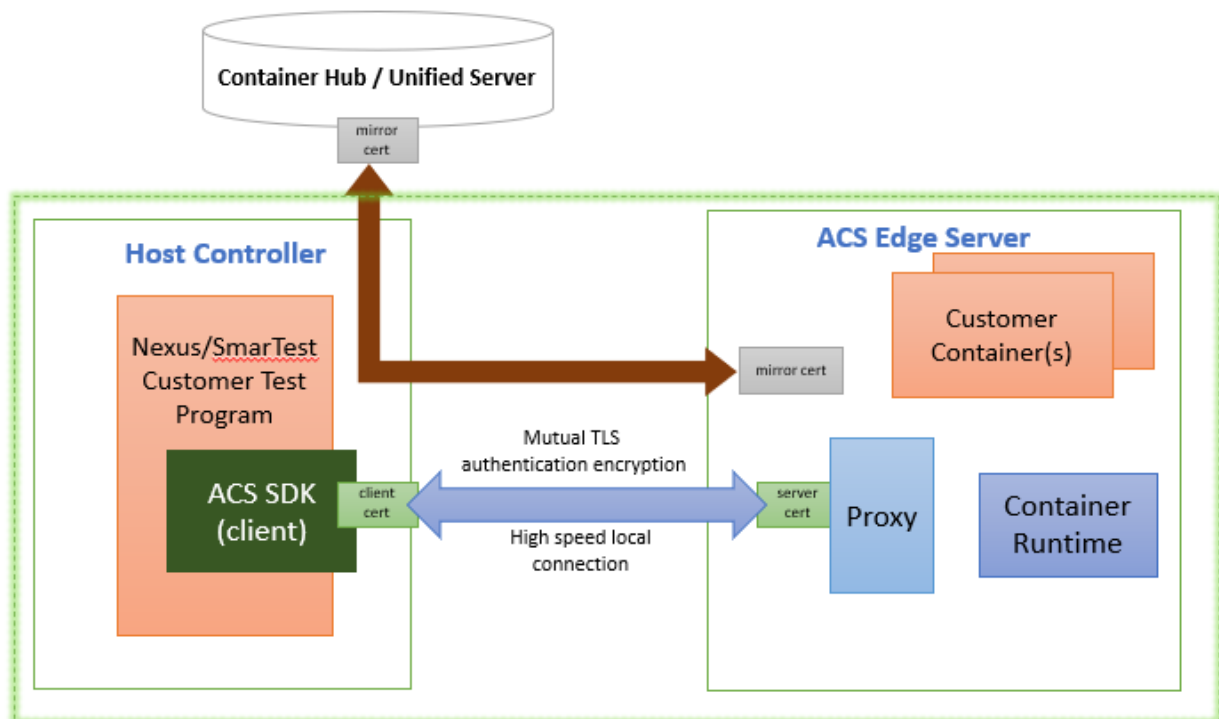 Container Hub / Unified Server
mirror
cert
Host Controller
Nexus/SmarTest
Customer Test
Program
ACS SDK
(client)
client
cert
Mutual TLS
authentication encryption
High speed local
connection
ACS Edge Server
Customer
Container(s)
mirror cert
server
cert
Proxy
Container
Runtime